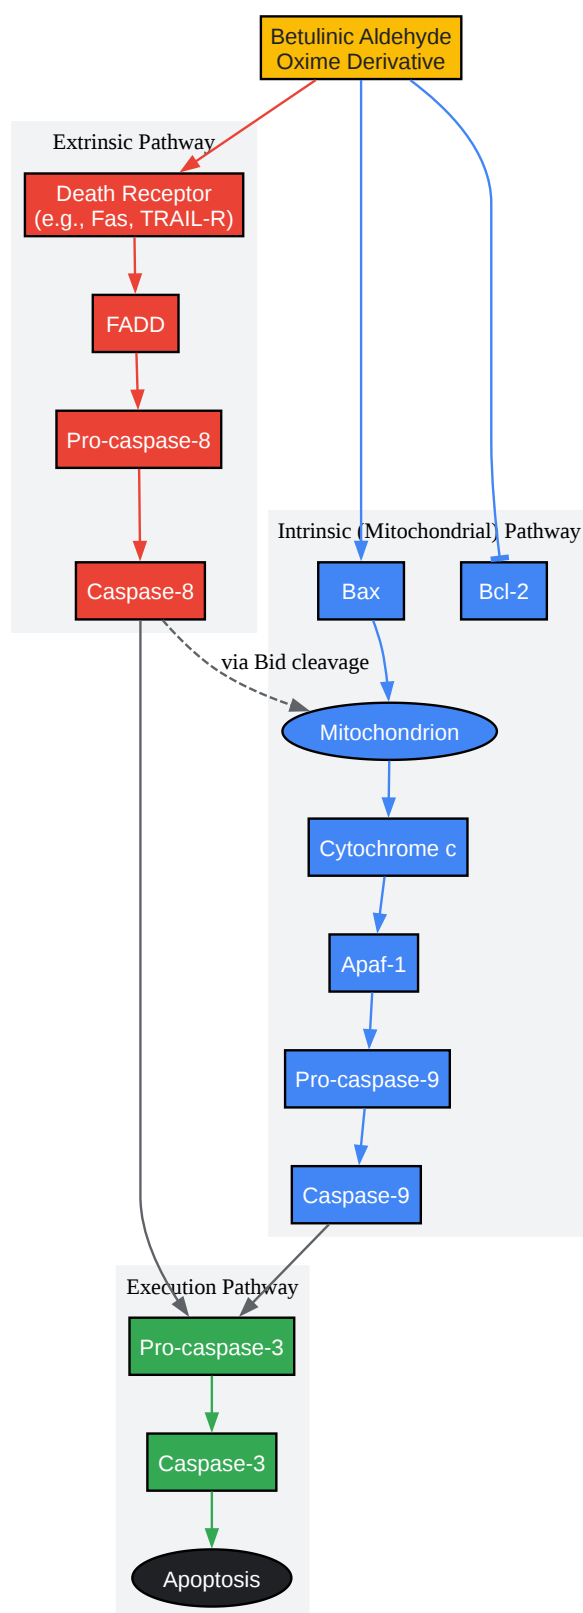 Betulinic Aldehyde
Oxime Derivative
Extrinsic Pathway
Death Receptor
(e.g., Fas, TRAIL-R)
FADD
Pro-caspase-8
Intrinsic (Mitochondrial) Pathway
Caspase-8
Bax
Bcl-2
via Bid cleavage
Mitochondrion
Cytochrome c
Apaf-1
Pro-caspase-9
Caspase-9
Execution Pathway
Pro-caspase-3
Caspase-3
Apoptosis